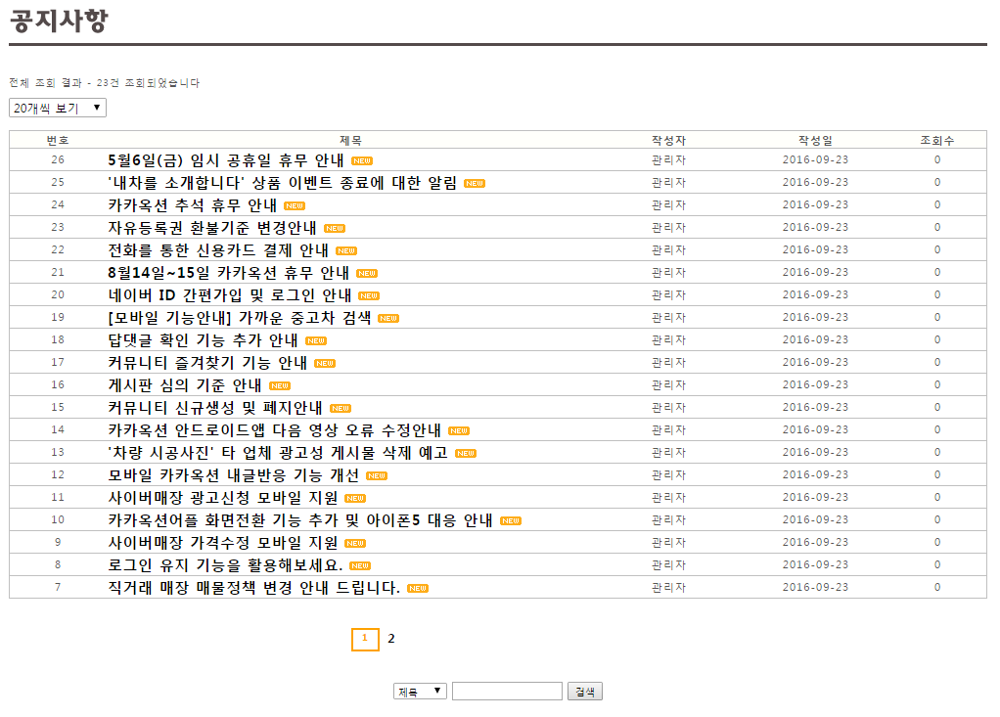 공지사항
전체 조회 결과 - 23건 조회되었습니다
20개씩 보기 ▼
번호 제목 작성자 작성일 조회수
26 5월6일(금) 임시 공휴일 휴무 안내 NEW 관리자 2016-09-23 0
25 '내차를 소개합니다' 상품 이벤트 종료에 대한 알림 NEW 관리자 2016-09-23 0
24 카카옥션 추석 휴무 안내 NEW 관리자 2016-09-23 0
23 자유등록권 환불기준 변경안내 NEW 관리자 2016-09-23 0
22 전화를 통한 신용카드 결제 안내 NEW 관리자 2016-09-23 0
21 8월14일~15일 카카옥션 휴무 안내 NEW 관리자 2016-09-23 0
20 네이버 ID 간편가입 및 로그인 안내 NEW 관리자 2016-09-23 0
19 [모바일 기능안내] 가까운 중고차 검색 NEW 관리자 2016-09-23 0
18 답댓글 확인 기능 추가 안내 NEW 관리자 2016-09-23 0
17 커뮤니티 즐겨찾기 기능 안내 NEW 관리자 2016-09-23 0
16 게시판 심의 기준 안내 NEW 관리자 2016-09-23 0
15 커뮤니티 신규생성 및 폐지안내 NEW 관리자 2016-09-23 0
14 카카옥션 안드로이드앱 다음 영상 오류 수정안내 NEW 관리자 2016-09-23 0
13 '차량 시공사진' 타 업체 광고성 게시물 삭제 예고 NEW 관리자 2016-09-23 0
12 모바일 카카옥션 내글반응 기능 개선 NEW 관리자 2016-09-23 0
11 사이버매장 광고신청 모바일 지원 NEW 관리자 2016-09-23 0
10 카카옥션어플 화면전환 기능 추가 및 아이폰5 대응 안내 NEW 관리자 2016-09-23 0
9 사이버매장 가격수정 모바일 지원 NEW 관리자 2016-09-23 0
8 로그인 유지 기능을 활용해보세요. NEW 관리자 2016-09-23 0
7 직거래 매장 매물정책 변경 안내 드립니다. NEW 관리자 2016-09-23 0
1 2
제목 ▼ 검색